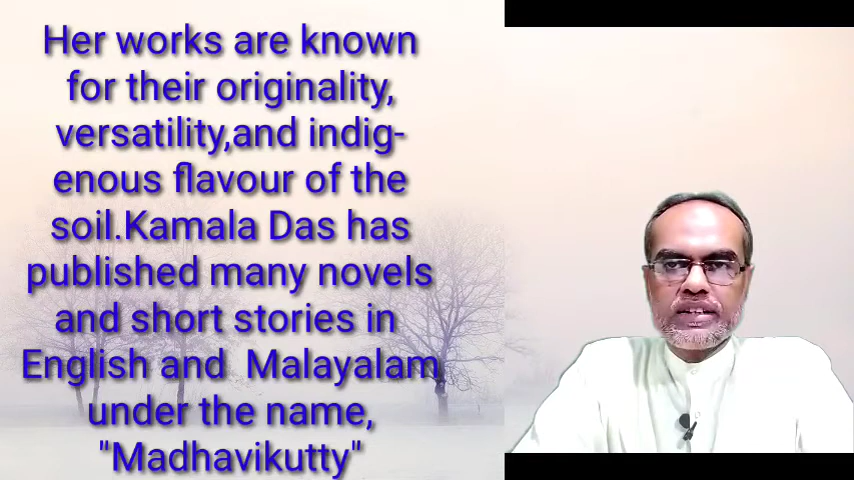 Her works are known
for their originality,
versatility,and indig-
enous flavour of the
soil.Kamala Das has
published many novels
and short stories in
English and  Malayalam
under the name,
"Madhavikutty"